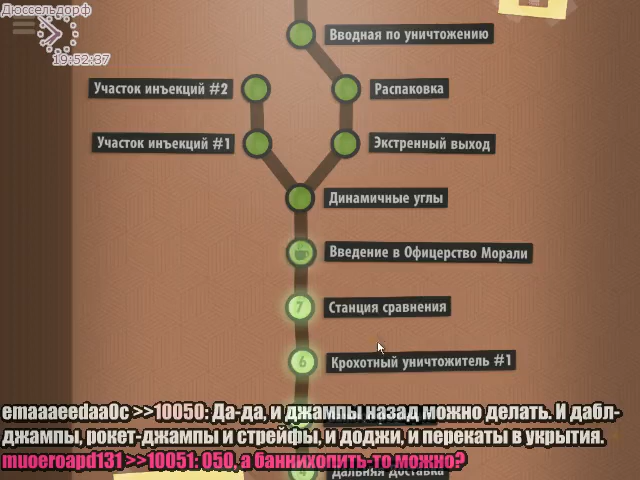 Дюссельдорф
19:52:37
Вводная по уничтожению
Участок инъекций #2
Распаковка
Участок инъекций #1
Экстренный выход
Динамичные углы
Введение в Офицерство Морали
7
Станция сравнения
6
Крохотный уничтожитель #1
emaaaeedaa0c >>10050: Да-да, и джампы назад можно делать. И дабл-
джампы, рокет-джампы и стрейфы, и доджи, и перекаты в укрытия.
muoeroapd131 >>10051: 050, а баннихопить-то можно?
Дальняя доставка